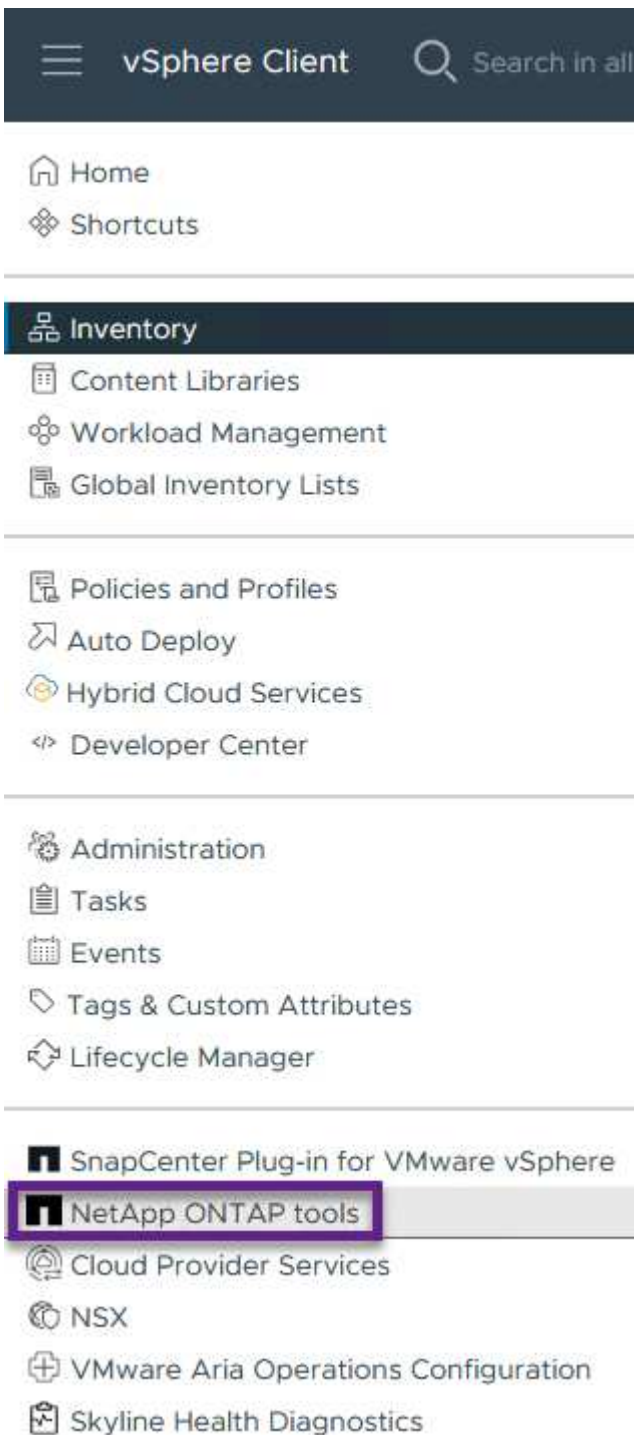 vSphere Client
Search in all
Home
Shortcuts
Inventory
Content Libraries
Workload Management
Global Inventory Lists
Policies and Profiles
Auto Deploy
Hybrid Cloud Services
Developer Center
Administration
Tasks
Events
Tags & Custom Attributes
Lifecycle Manager
SnapCenter Plug-in for VMware vSphere
NetApp ONTAP tools
Cloud Provider Services
NSX
VMware Aria Operations Configuration
Skyline Health Diagnostics